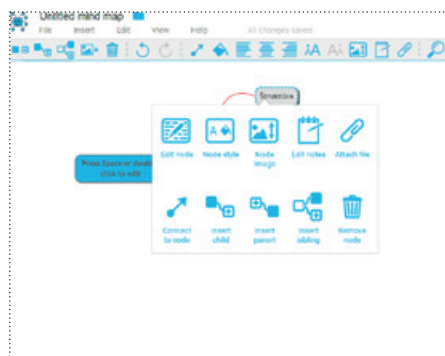 Untitled mind map
File Insert Edit View Help All changes saved
Press Space or double
click to edit
Edit node Node style Node
image Edit notes Attach file
Connect
to node Insert
child Insert
parent Insert
sibling Remove
node